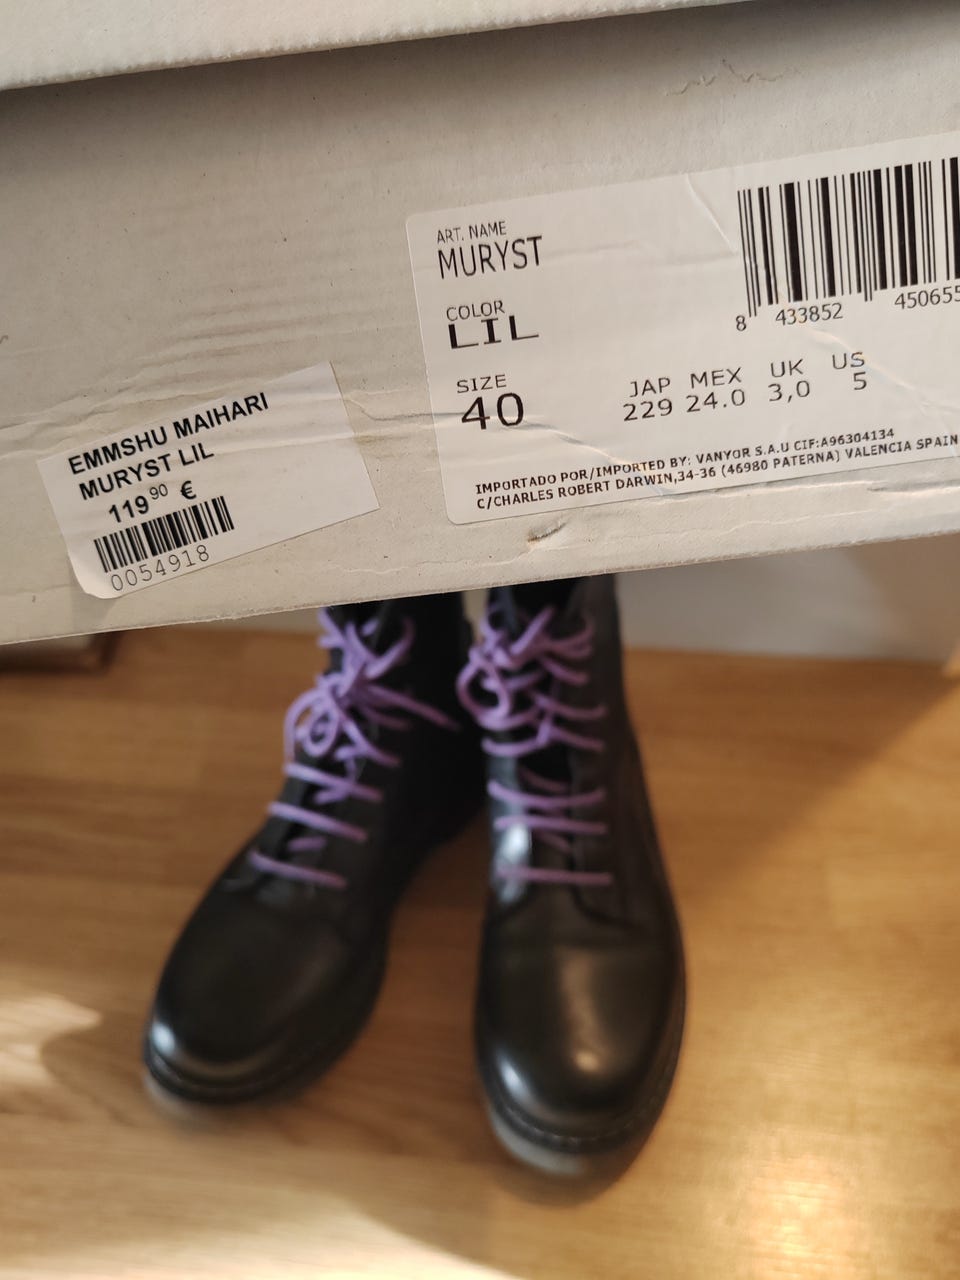 ART. NAME
MURYST
COLOR
LIL
SIZE
40
JAP MEX UK US
229 24.0 3,0 5
8 433852 450655
IMPORTADO POR/IMPORTED BY: VANYOR S.A.U CIF:A96304134
C/CHARLES ROBERT DARWIN,34-36 (46980 PATERNA) VALENCIA SPAIN
EMMSHU MAIHARI
MURYST LIL
119⁹⁰ €
0054918